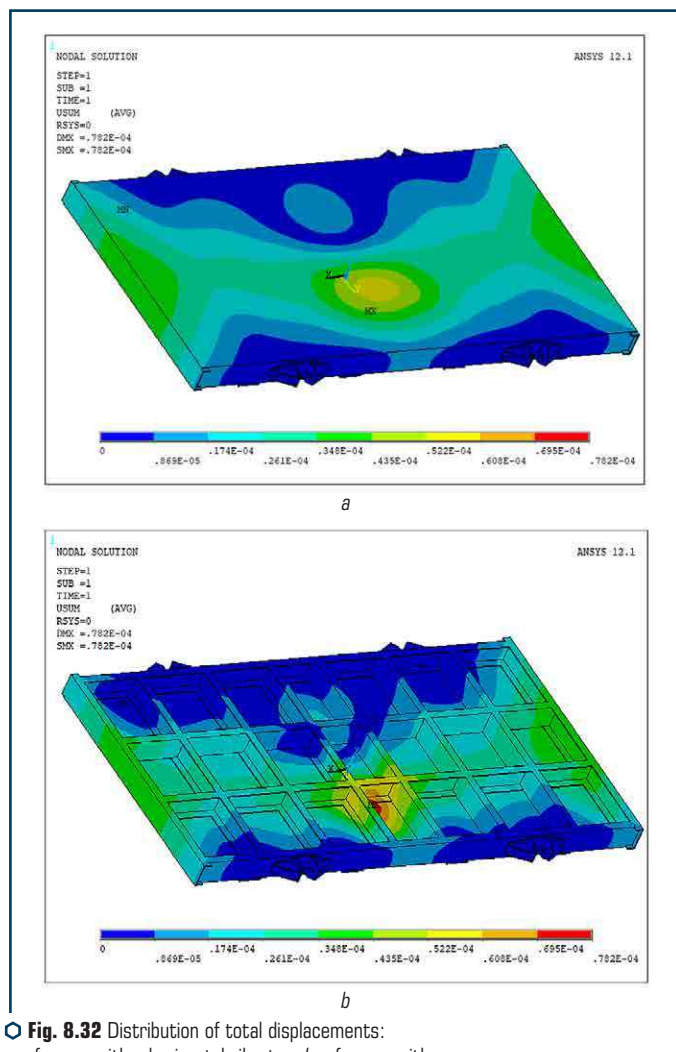 NODAL SOLUTION
ANSYS 12.1
STEP=1
SUB =1
TIME=1
USUM (AVG)
RSYS=0
DMX =.782E-04
SMX =.782E-04
MN
X
MX
0 .174E-04 .348E-04 .522E-04 .695E-04
.869E-05 .261E-04 .435E-04 .608E-04 .782E-04
a
NODAL SOLUTION
ANSYS 12.1
STEP=1
SUB =1
TIME=1
USUM (AVG)
RSYS=0
DMX =.782E-04
SMX =.782E-04
X
0 .174E-04 .348E-04 .522E-04 .695E-04
.869E-05 .261E-04 .435E-04 .608E-04 .782E-04
b
Fig. 8.32 Distribution of total displacements: